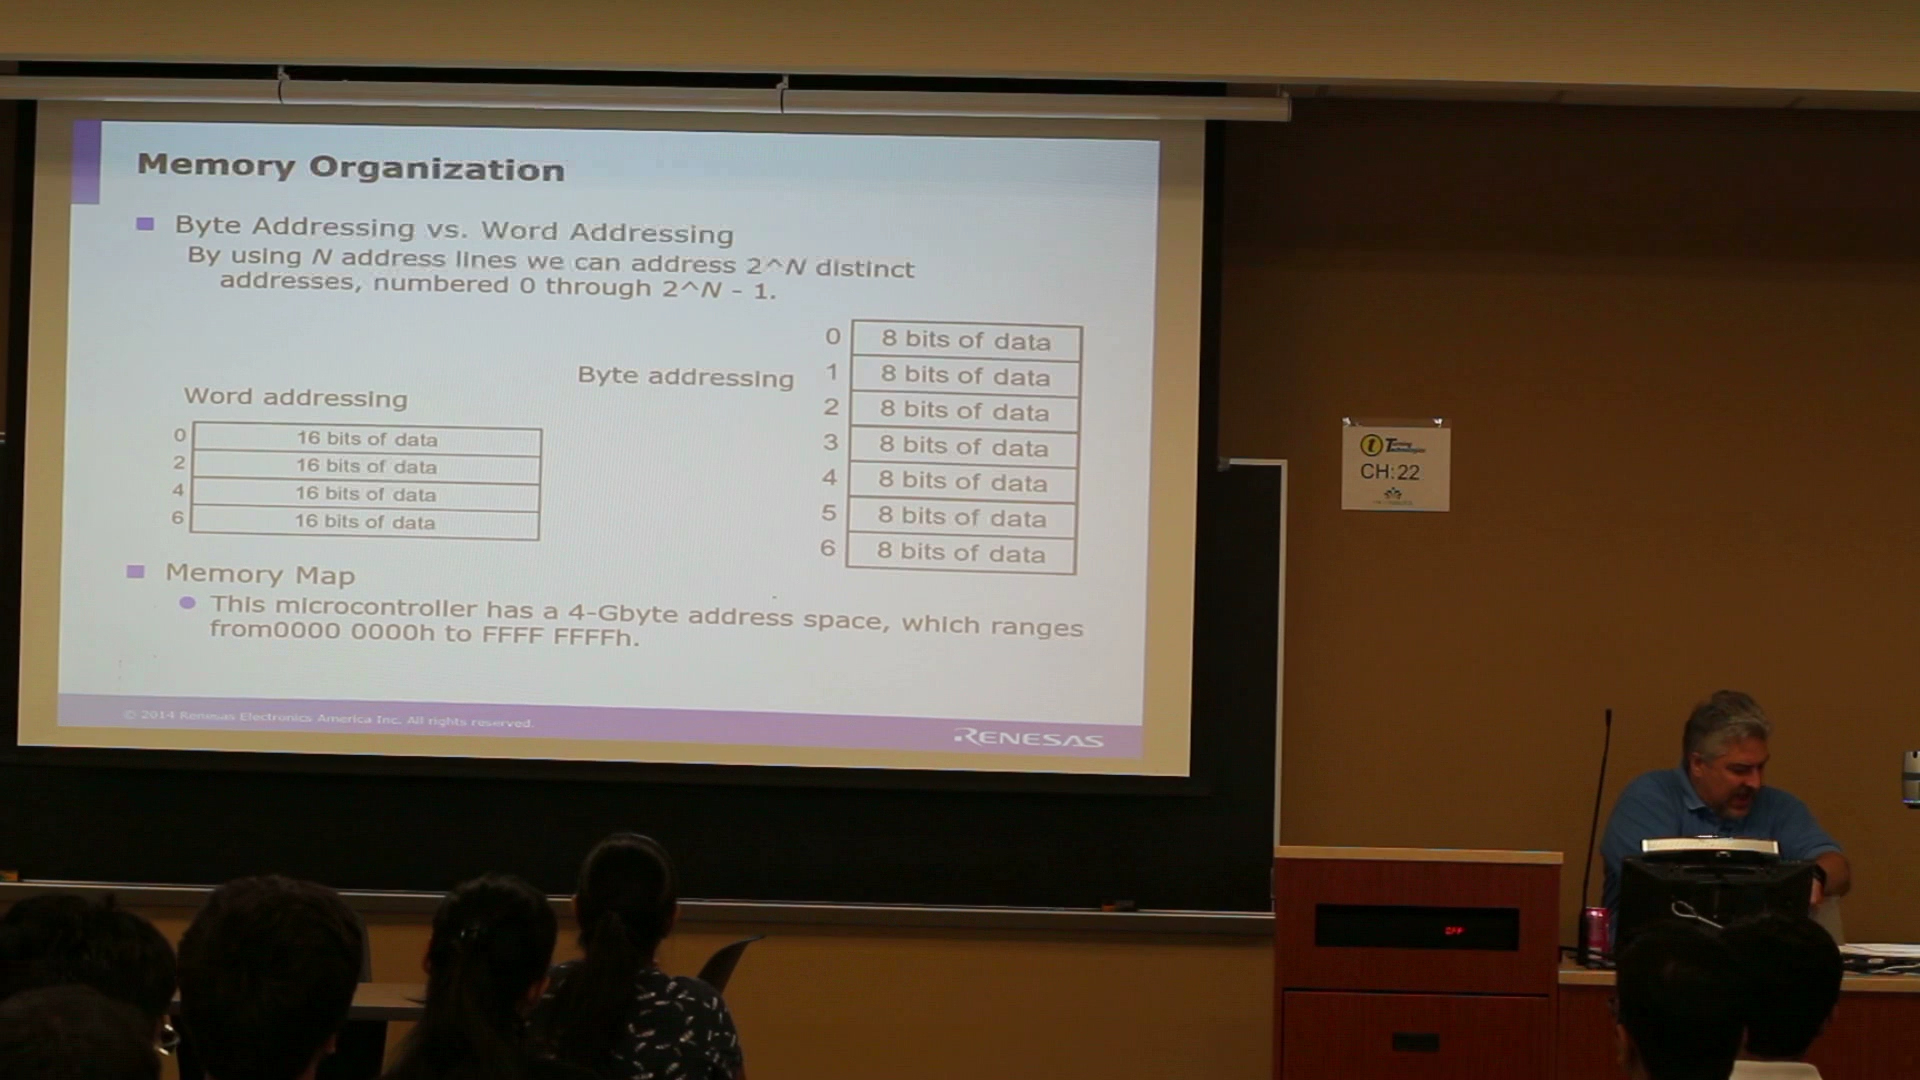 Memory Organization
Byte Addressing vs. Word Addressing
By using N address lines we can address 2^N distinct
addresses, numbered 0 through 2^N - 1.
Word addressing
0 16 bits of data
2 16 bits of data
4 16 bits of data
6 16 bits of data
Byte addressing
0 8 bits of data
1 8 bits of data
2 8 bits of data
3 8 bits of data
4 8 bits of data
5 8 bits of data
6 8 bits of data
Memory Map
This microcontroller has a 4-Gbyte address space, which ranges
from0000 0000h to FFFF FFFFh.
© 2014 Renesas Electronics America Inc. All rights reserved.
RENESAS
Turning
Technologies
CH:22
OFF